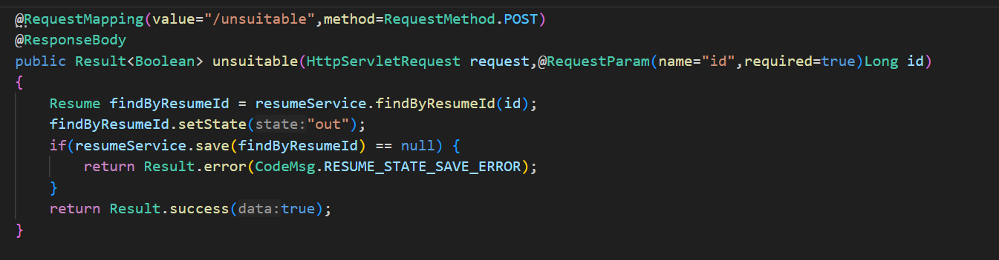 @RequestMapping(value="/unsuitable",method=RequestMethod.POST)
@ResponseBody
public Result<Boolean> unsuitable(HttpServletRequest request,@RequestParam(name="id",required=true)Long id)
{
    Resume findByResumeId = resumeService.findByResumeId(id);
    findByResumeId.setState(state:"out");
    if(resumeService.save(findByResumeId) == null) {
        return Result.error(CodeMsg.RESUME_STATE_SAVE_ERROR);
    }
    return Result.success(data:true);
}